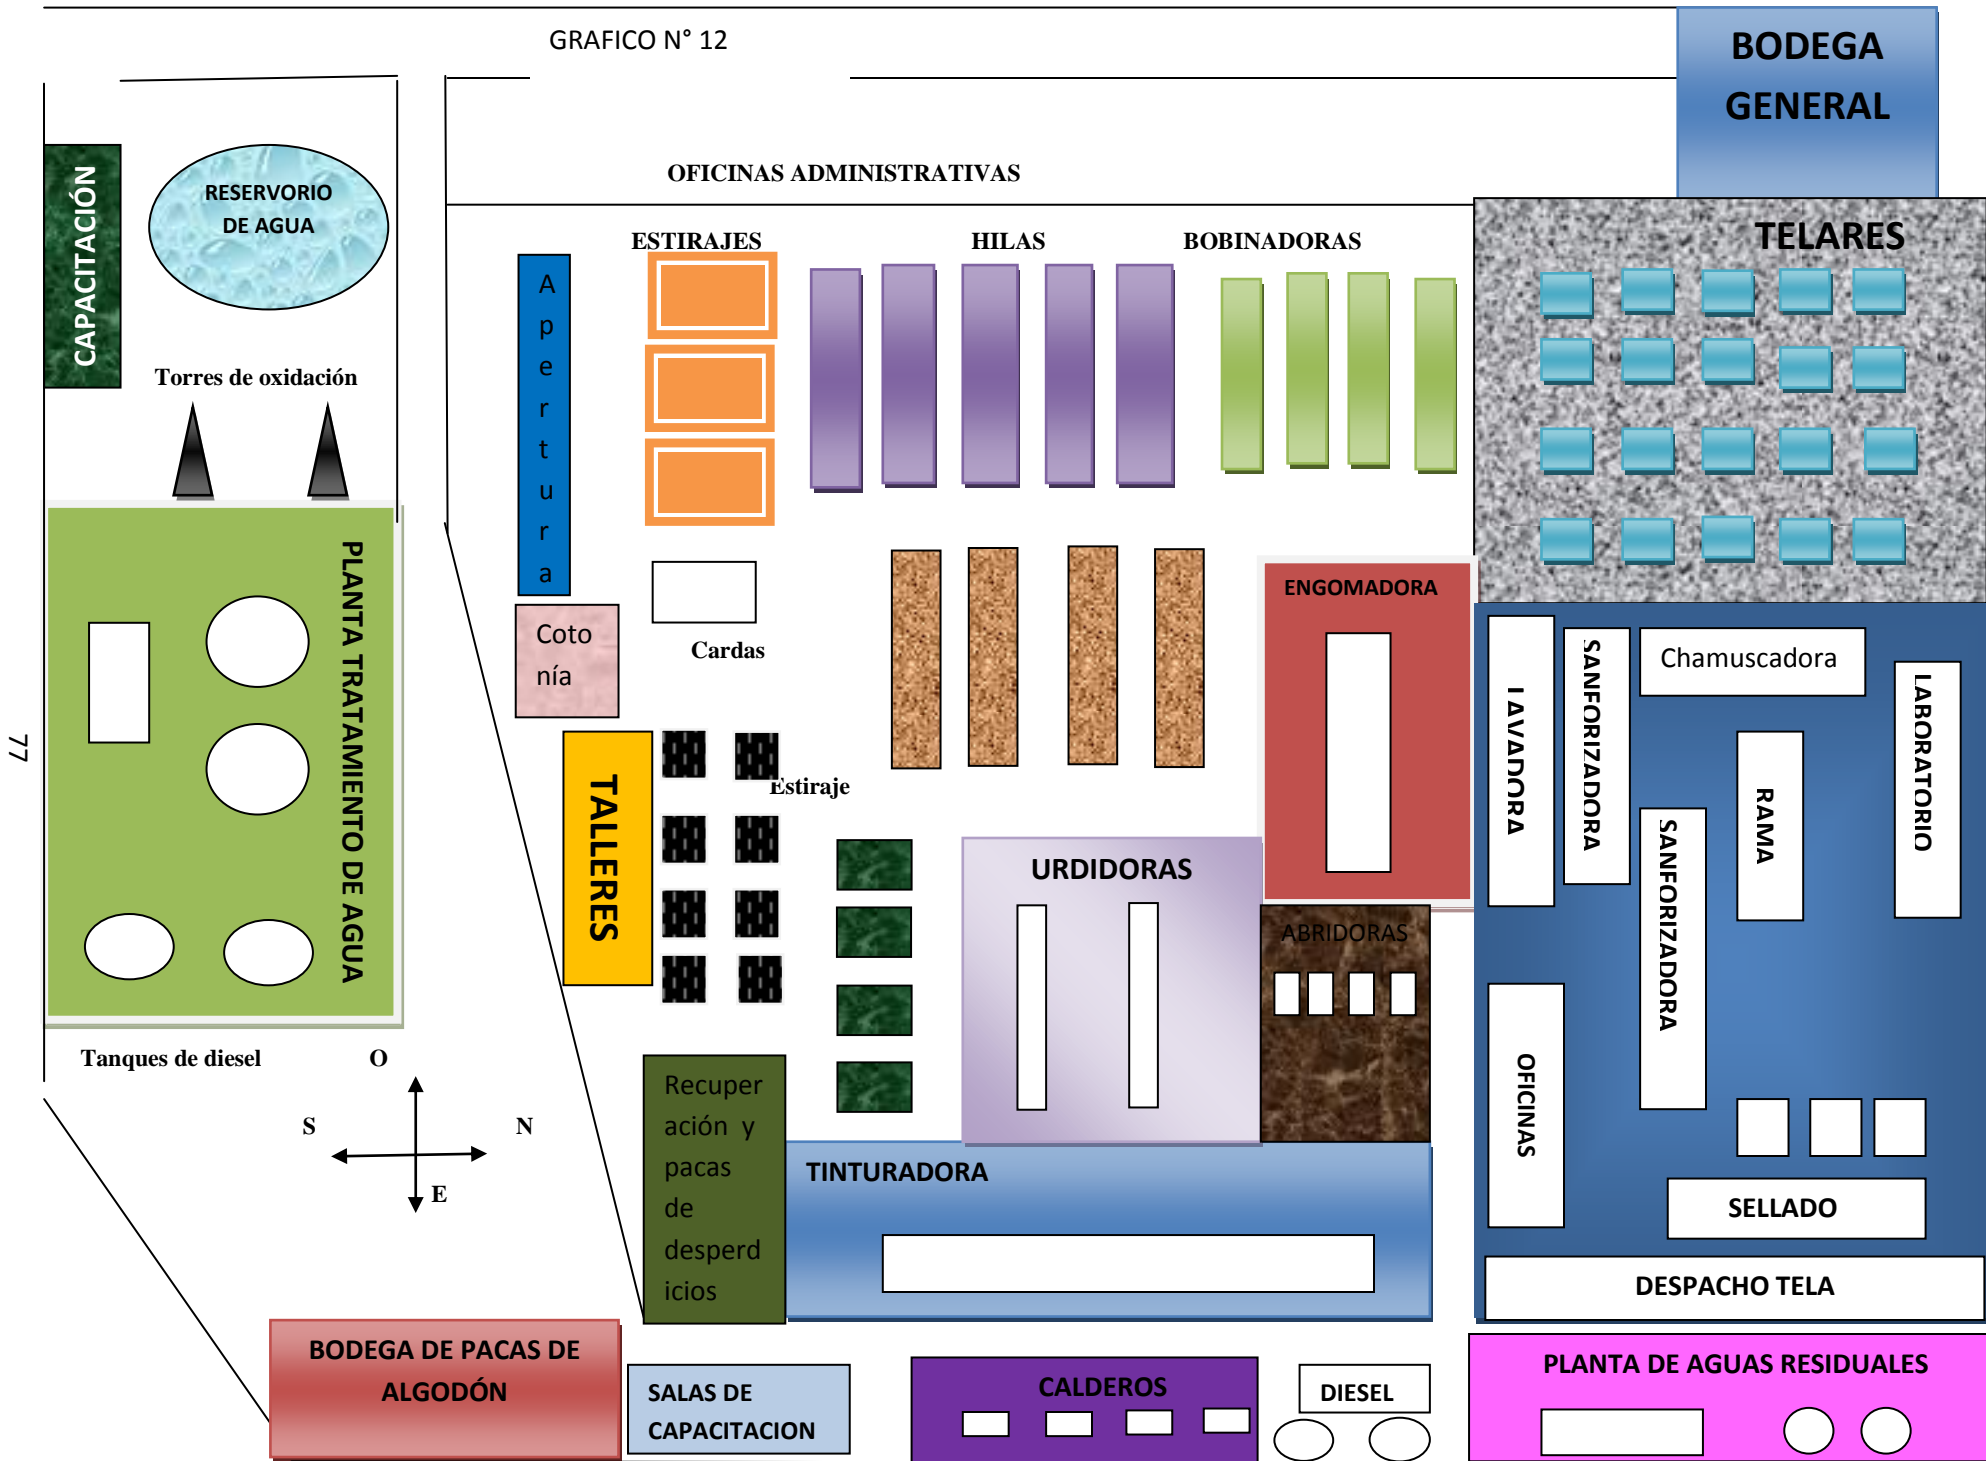 GRAFICO N° 12
BODEGA
GENERAL
OFICINAS ADMINISTRATIVAS
CAPACITACIÓN
RESERVORIO
DE AGUA
ESTIRAJES
HILAS
BOBINADORAS
TELARES
A
p
e
r
t
u
r
a
Torres de oxidación
PLANTA TRATAMIENTO DE AGUA
ENGOMADORA
Coto
nía
Cardas
LAVADORA
SANFORIZADORA
Chamuscadora
LABORATORIO
RAMA
SANFORIZADORA
77
TALLERES
Estiraje
URDIDORAS
ABRIDORAS
OFICINAS
Tanques de diesel
O
S
N
E
Recuper
ación y
pacas
de
desperd
icios
TINTURADORA
SELLADO
DESPACHO TELA
BODEGA DE PACAS DE
ALGODÓN
SALAS DE
CAPACITACION
CALDEROS
DIESEL
PLANTA DE AGUAS RESIDUALES